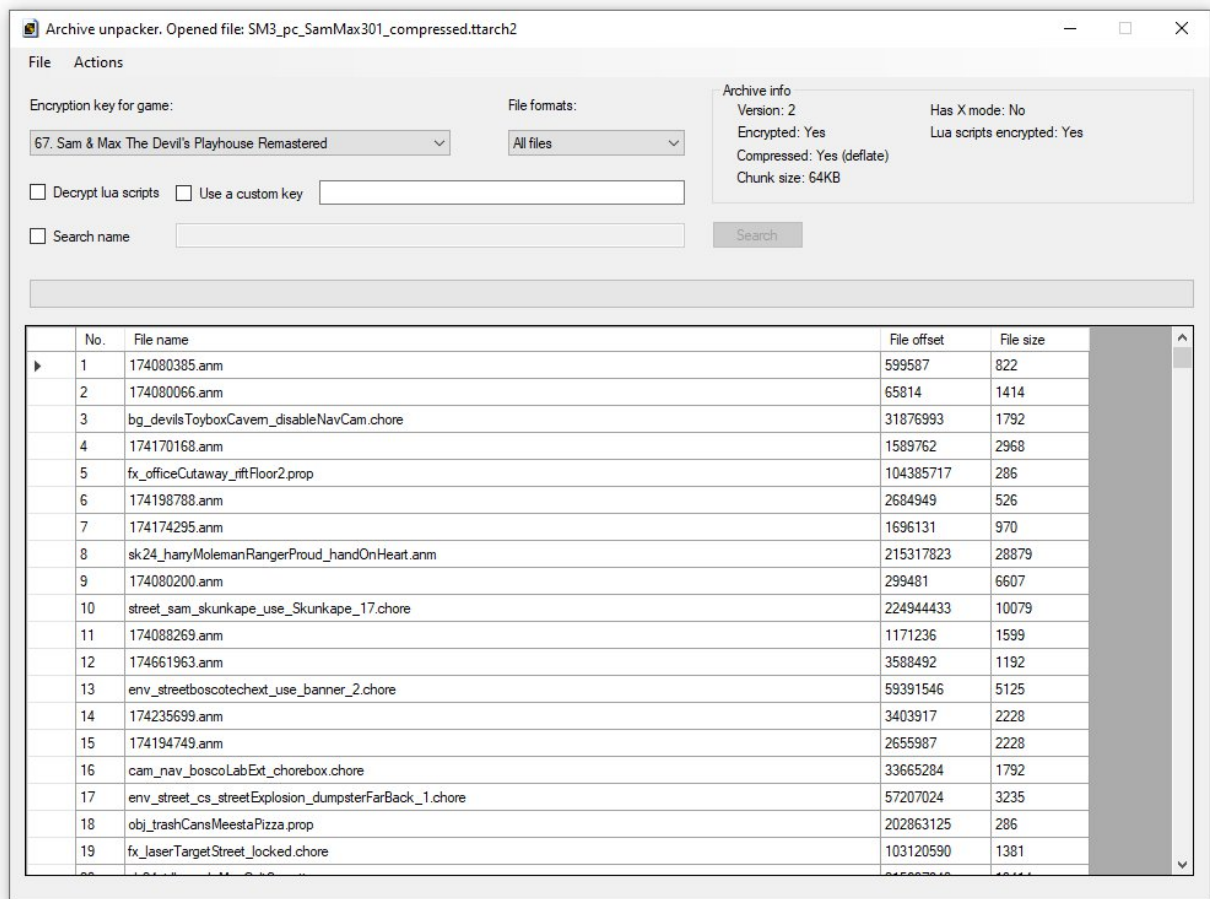 Archive unpacker. Opened file: SM3_pc_SamMax301_compressed.ttarch2
File Actions
Encryption key for game:
File formats:
67. Sam & Max The Devil's Playhouse Remastered
All files
Archive info
Version: 2
Has X mode: No
Encrypted: Yes
Lua scripts encrypted: Yes
Compressed: Yes (deflate)
Chunk size: 64KB
Decrypt lua scripts
Use a custom key
Search name
Search
No. File name File offset File size
1 174080385.anm 599587 822
2 174080066.anm 65814 1414
3 bg_devilsToyboxCavern_disableNavCam.chore 31876993 1792
4 174170168.anm 1589762 2968
5 fx_officeCutaway_riftFloor2.prop 104385717 286
6 174198788.anm 2684949 526
7 174174295.anm 1696131 970
8 sk24_harryMolemanRangerProud_handOnHeart.anm 215317823 28879
9 174080200.anm 299481 6607
10 street_sam_skunkape_use_Skunkape_17.chore 224944433 10079
11 174088269.anm 1171236 1599
12 174661963.anm 3588492 1192
13 env_streetboscotechext_use_banner_2.chore 59391546 5125
14 174235699.anm 3403917 2228
15 174194749.anm 2655987 2228
16 cam_nav_boscoLabExt_chorebox.chore 33665284 1792
17 env_street_cs_streetExplosion_dumpsterFarBack_1.chore 57207024 3235
18 obj_trashCansMeestaPizza.prop 202863125 286
19 fx_laserTargetStreet_locked.chore 103120590 1381